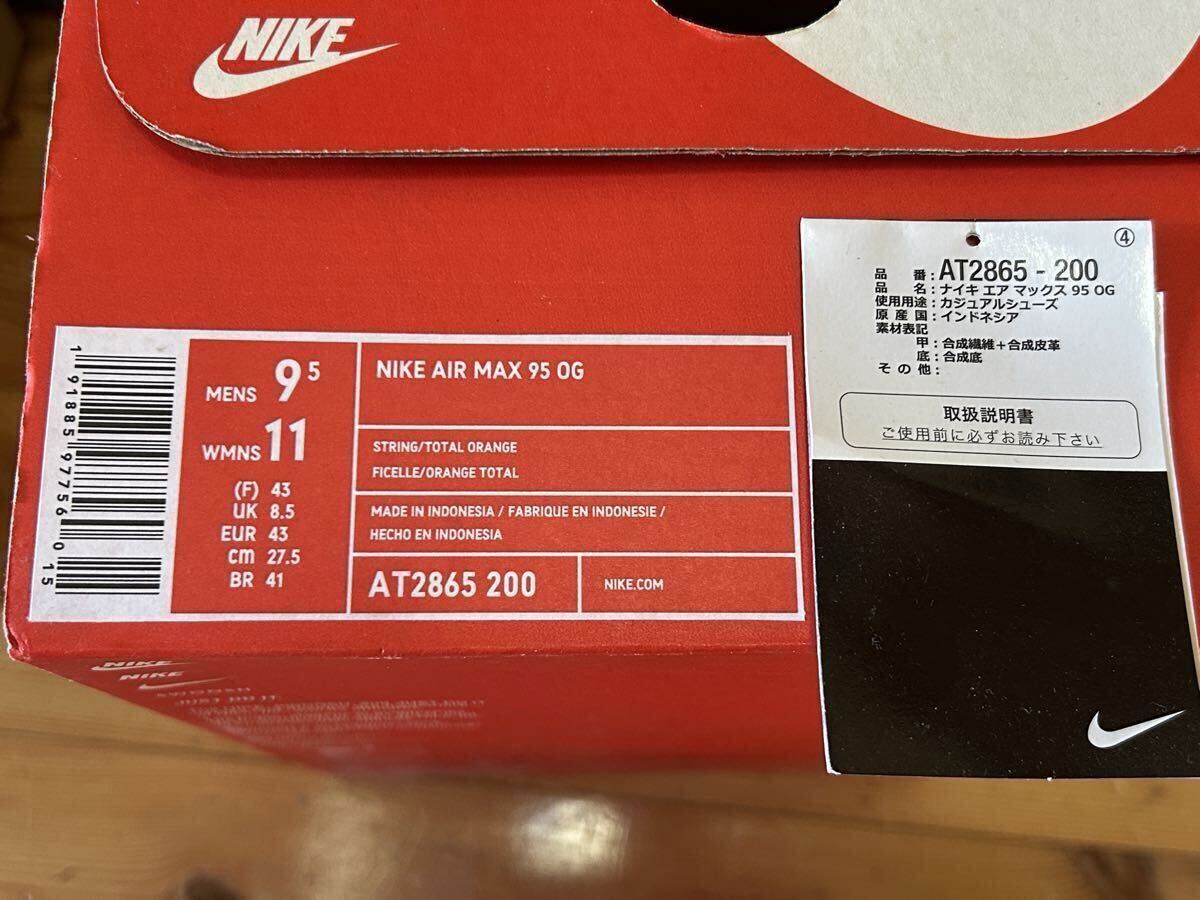 NIKE
1 91885 97756 0 15
MENS 9 5
WMNS 11
(F) 43
UK 8.5
EUR 43
cm 27.5
BR 41
NIKE AIR MAX 95 OG
STRING/TOTAL ORANGE
FICELLE/ORANGE TOTAL
MADE IN INDONESIA / FABRIQUE EN INDONESIE /
HECHO EN INDONESIA
AT2865 200
NIKE.COM
④
品 番 : AT2865 - 200
品 名 : ナイキ エア マックス 95 OG
使用用途 : カジュアルシューズ
原 産 国 : インドネシア
素材表記
甲 : 合成繊維+合成皮革
底 : 合成底
そ の 他 :
取扱説明書
ご使用前に必ずお読み下さい
NIKE
NIKE
SWOOSH
JUST DO IT.